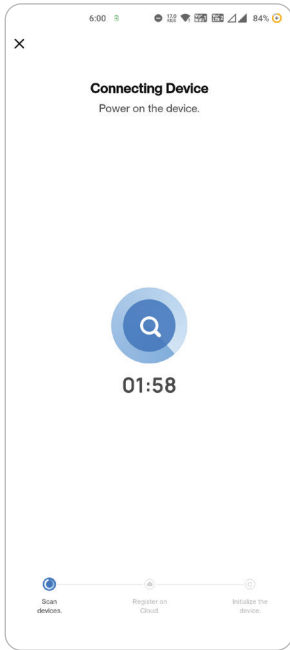 6:00 84%
Connecting Device
Power on the device.
01:58
Scan devices.
Register on Cloud.
Initialize the device.